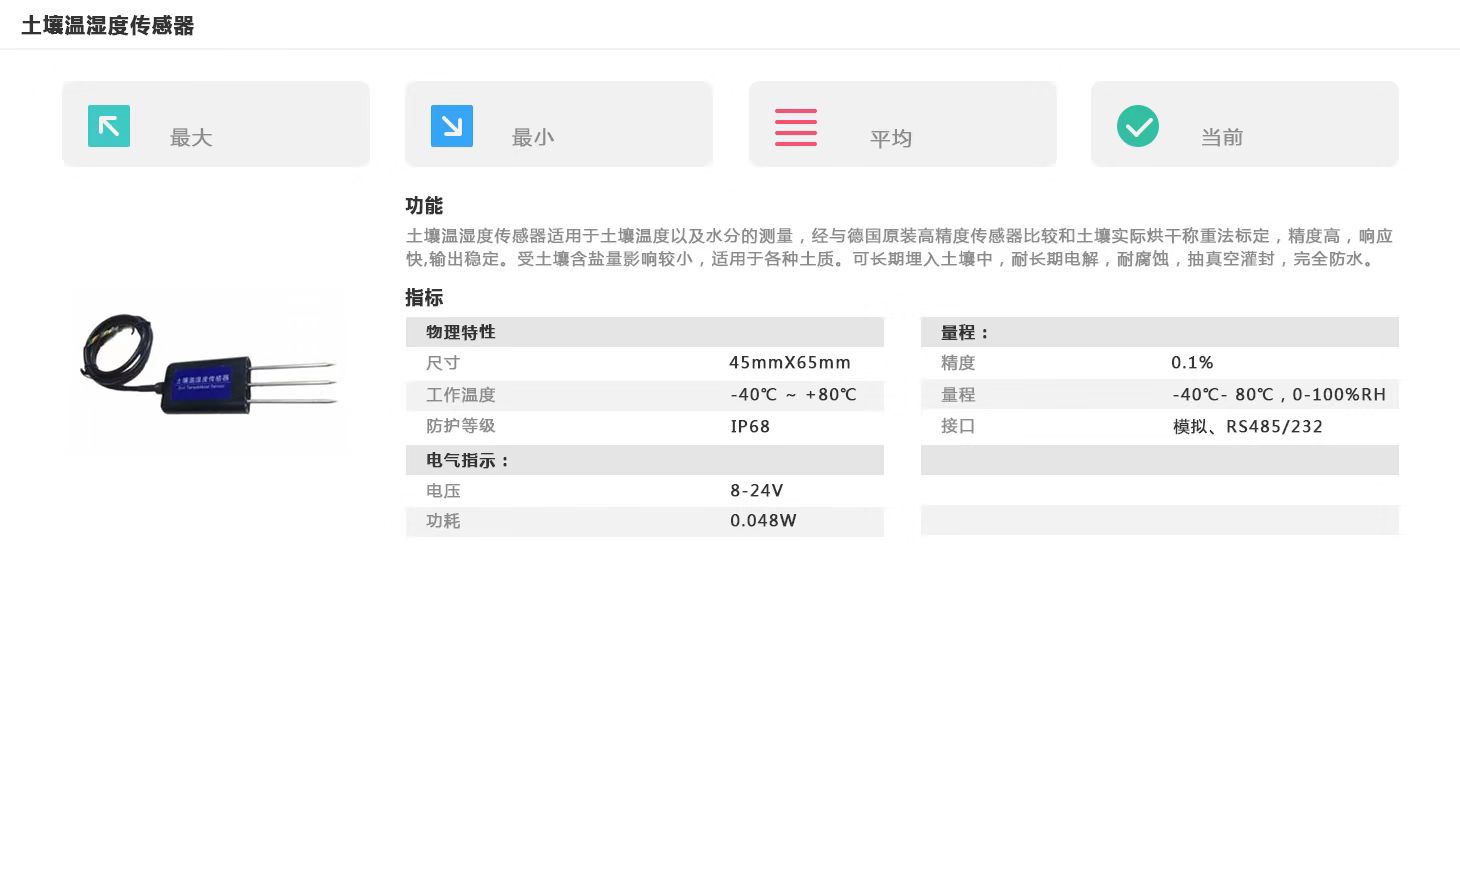 土壤温湿度传感器
最大
最小
平均
当前
功能
土壤温湿度传感器适用于土壤温度以及水分的测量，经与德国原装高精度传感器比较和土壤实际烘干称重法标定，精度高，响应
快,输出稳定。受土壤含盐量影响较小，适用于各种土质。可长期埋入土壤中，耐长期电解，耐腐蚀，抽真空灌封，完全防水。
指标
物理特性
尺寸 45mmX65mm
工作温度 -40℃ ~ +80℃
防护等级 IP68
电气指示：
电压 8-24V
功耗 0.048W
量程：
精度 0.1%
量程 -40℃- 80℃，0-100%RH
接口 模拟、RS485/232
土壤温湿度传感器